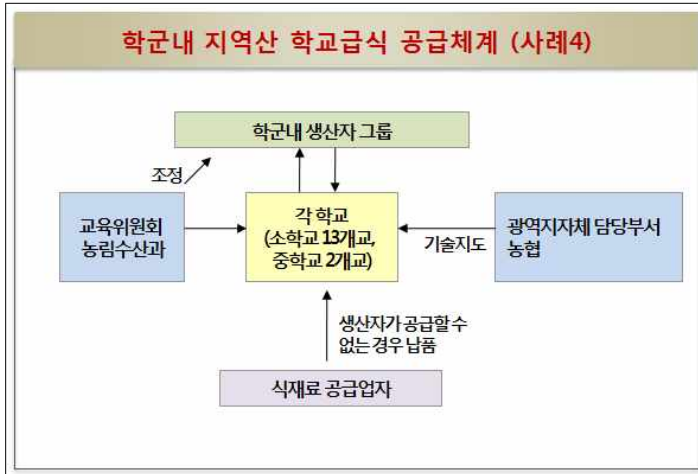 학군내 지역산 학교급식 공급체계 (사례4)
학군내 생산자 그룹
조정
교육위원회
농림수산과
각 학교
(소학교 13개교,
중학교 2개교)
기술지도
광역지자체 담당부서
농협
생산자가 공급할 수
없는 경우 납품
식재료 공급업자